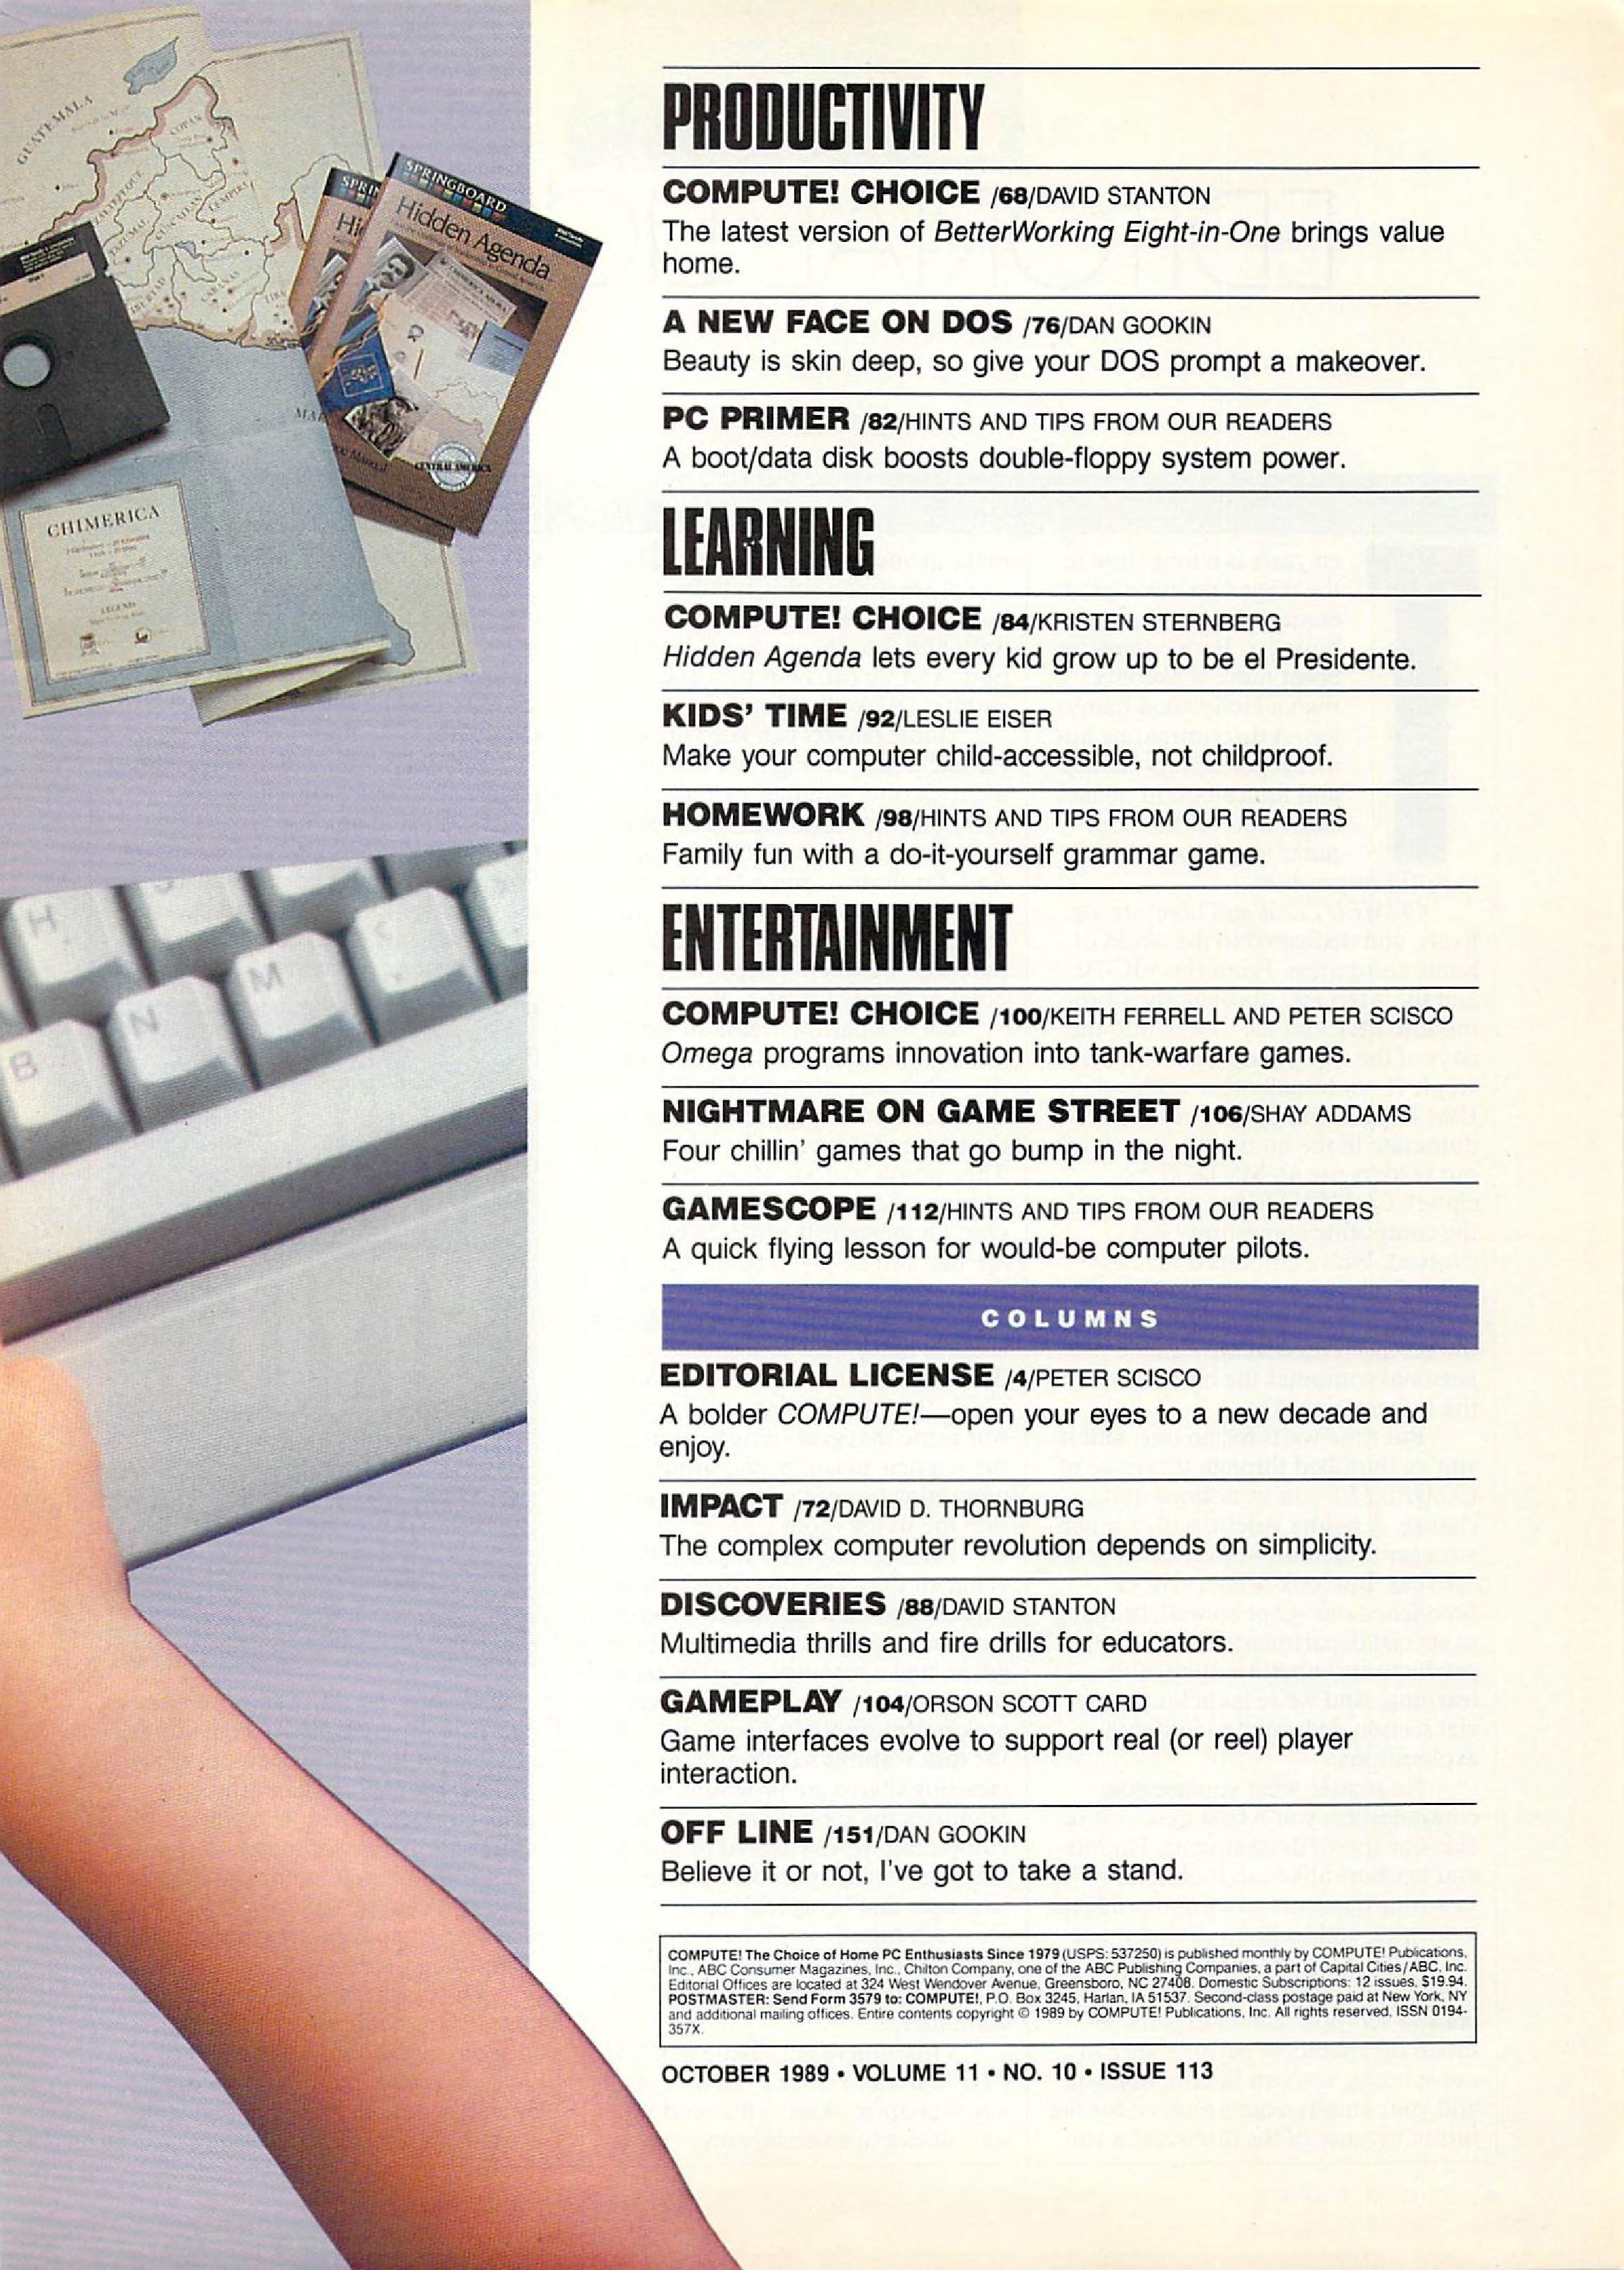 PRODUCTIVITY
COMPUTE! CHOICE /68/DAVID STANTON
The latest version of BetterWorking Eight-in-One brings value
home.
A NEW FACE ON DOS /76/DAN GOOKIN
Beauty is skin deep, so give your DOS prompt a makeover.
PC PRIMER /82/HINTS AND TIPS FROM OUR READERS
A boot/data disk boosts double-floppy system power.
LEARNING
COMPUTE! CHOICE /84/KRISTEN STERNBERG
Hidden Agenda lets every kid grow up to be el Presidente.
KIDS' TIME /92/LESLIE EISER
Make your computer child-accessible, not childproof.
HOMEWORK /98/HINTS AND TIPS FROM OUR READERS
Family fun with a do-it-yourself grammar game.
ENTERTAINMENT
COMPUTE! CHOICE /100/KEITH FERRELL AND PETER SCISCO
Omega programs innovation into tank-warfare games.
NIGHTMARE ON GAME STREET /106/SHAY ADDAMS
Four chillin' games that go bump in the night.
GAMESCOPE /112/HINTS AND TIPS FROM OUR READERS
A quick flying lesson for would-be computer pilots.
COLUMNS
EDITORIAL LICENSE /4/PETER SCISCO
A bolder COMPUTE!—open your eyes to a new decade and
enjoy.
IMPACT /72/DAVID D. THORNBURG
The complex computer revolution depends on simplicity.
DISCOVERIES /88/DAVID STANTON
Multimedia thrills and fire drills for educators.
GAMEPLAY /104/ORSON SCOTT CARD
Game interfaces evolve to support real (or reel) player
interaction.
OFF LINE /151/DAN GOOKIN
Believe it or not, I've got to take a stand.
COMPUTE! The Choice of Home PC Enthusiasts Since 1979 (USPS: 537250) is published monthly by COMPUTE! Publications,
Inc., ABC Consumer Magazines, Inc., Chilton Company, one of the ABC Publishing Companies, a part of Capital Cities/ABC, Inc.
Editorial Offices are located at 324 West Wendover Avenue, Greensboro, NC 27408. Domestic Subscriptions: 12 issues, $19.94.
POSTMASTER: Send Form 3579 to: COMPUTE!, P.O. Box 3245, Harlan, IA 51537. Second-class postage paid at New York, NY
and additional mailing offices. Entire contents copyright © 1989 by COMPUTE! Publications, Inc. All rights reserved, ISSN 0194-
357X.
OCTOBER 1989 • VOLUME 11 • NO. 10 • ISSUE 113
GUATEMALA
COPAN
LEMPIRA
SPRINGBOARD
Hidden Agenda
CENTRAL AMERICA
CHIMERICA
LEGEND
H
B
N
M